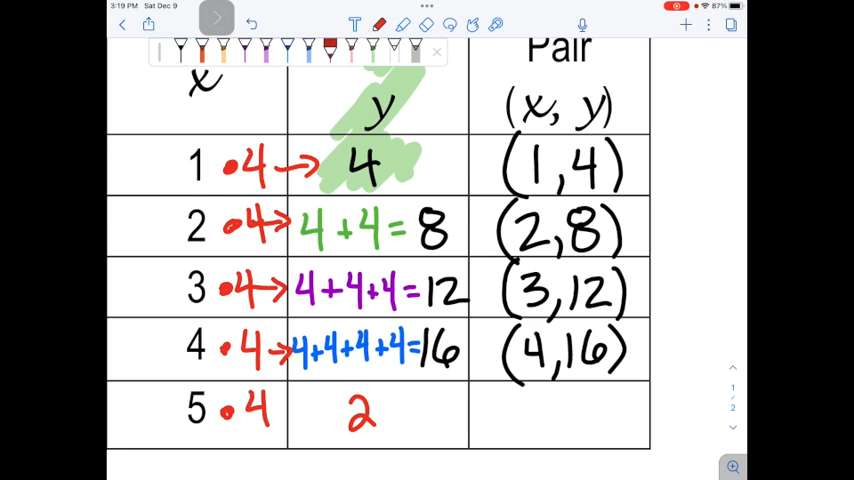 3:19 PM Sat Dec 9
87%
Pair
x y (x, y)
1 •4→ 4 (1,4)
2 •4→ 4+4= 8 (2,8)
3 •4→ 4+4+4=12 (3,12)
4 •4→ 4+4+4+4=16 (4,16)
5 •4 2
1
/
2